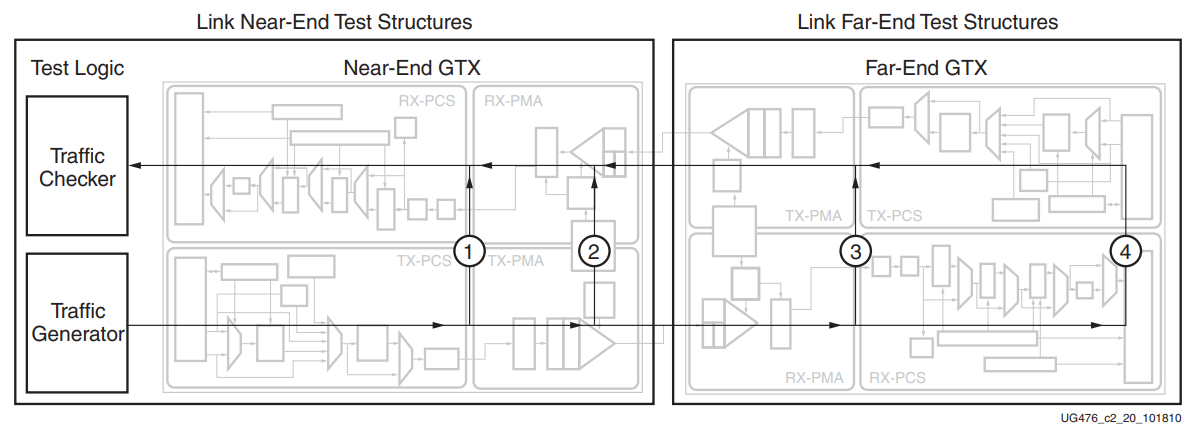 Link Near-End Test Structures
Link Far-End Test Structures
Test Logic
Near-End GTX
Far-End GTX
RX-PCS
RX-PMA
Traffic
Checker
TX-PMA
TX-PCS
1
2
3
4
TX-PCS
TX-PMA
Traffic
Generator
RX-PMA
RX-PCS
UG476_c2_20_101810